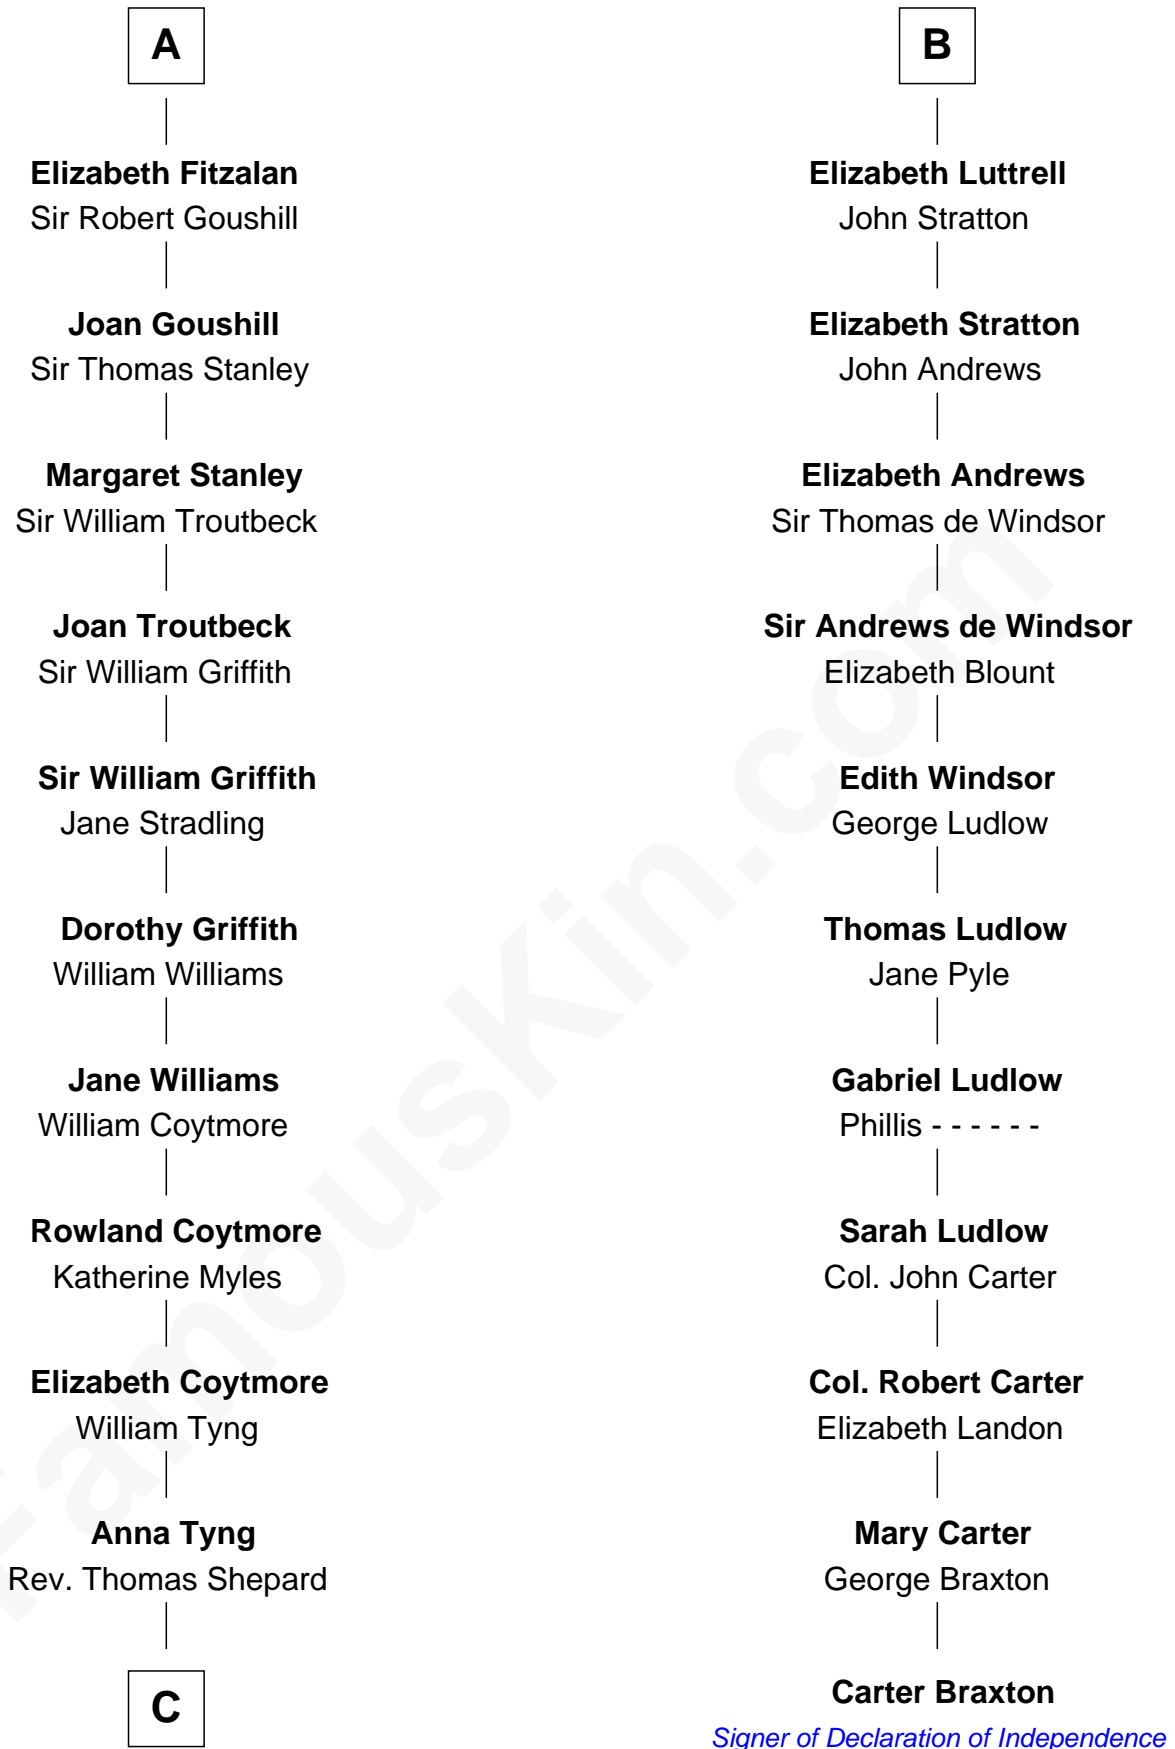 A
Elizabeth Fitzalan
Sir Robert Goushill
Joan Goushill
Sir Thomas Stanley
Margaret Stanley
Sir William Troutbeck
Joan Troutbeck
Sir William Griffith
Sir William Griffith
Jane Stradling
Dorothy Griffith
William Williams
Jane Williams
William Coytmore
Rowland Coytmore
Katherine Myles
Elizabeth Coytmore
William Tyng
Anna Tyng
Rev. Thomas Shepard
C
B
Elizabeth Luttrell
John Stratton
Elizabeth Stratton
John Andrews
Elizabeth Andrews
Sir Thomas de Windsor
Sir Andrews de Windsor
Elizabeth Blount
Edith Windsor
George Ludlow
Thomas Ludlow
Jane Pyle
Gabriel Ludlow
Phillis - - - - - -
Sarah Ludlow
Col. John Carter
Col. Robert Carter
Elizabeth Landon
Mary Carter
George Braxton
Carter Braxton
Signer of Declaration of Independence
FamousKin.com